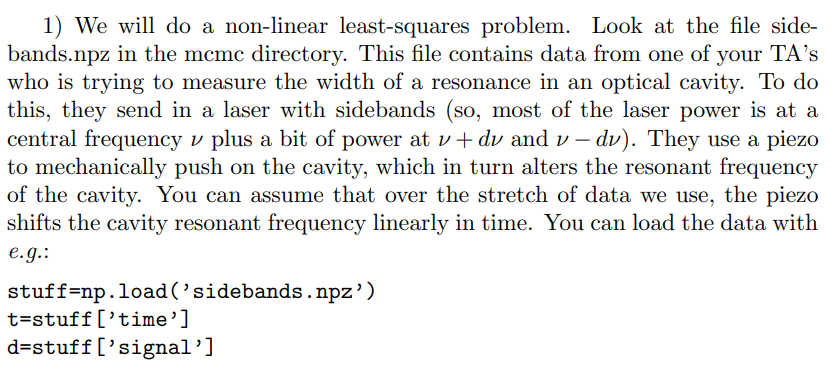 1) We will do a non-linear least-squares problem. Look at the file side-
bands.npz in the mcmc directory. This file contains data from one of your TA's
who is trying to measure the width of a resonance in an optical cavity. To do
this, they send in a laser with sidebands (so, most of the laser power is at a
central frequency ν plus a bit of power at ν + dν and ν − dν). They use a piezo
to mechanically push on the cavity, which in turn alters the resonant frequency
of the cavity. You can assume that over the stretch of data we use, the piezo
shifts the cavity resonant frequency linearly in time. You can load the data with
e.g.:
stuff=np.load('sidebands.npz')
t=stuff['time']
d=stuff['signal']